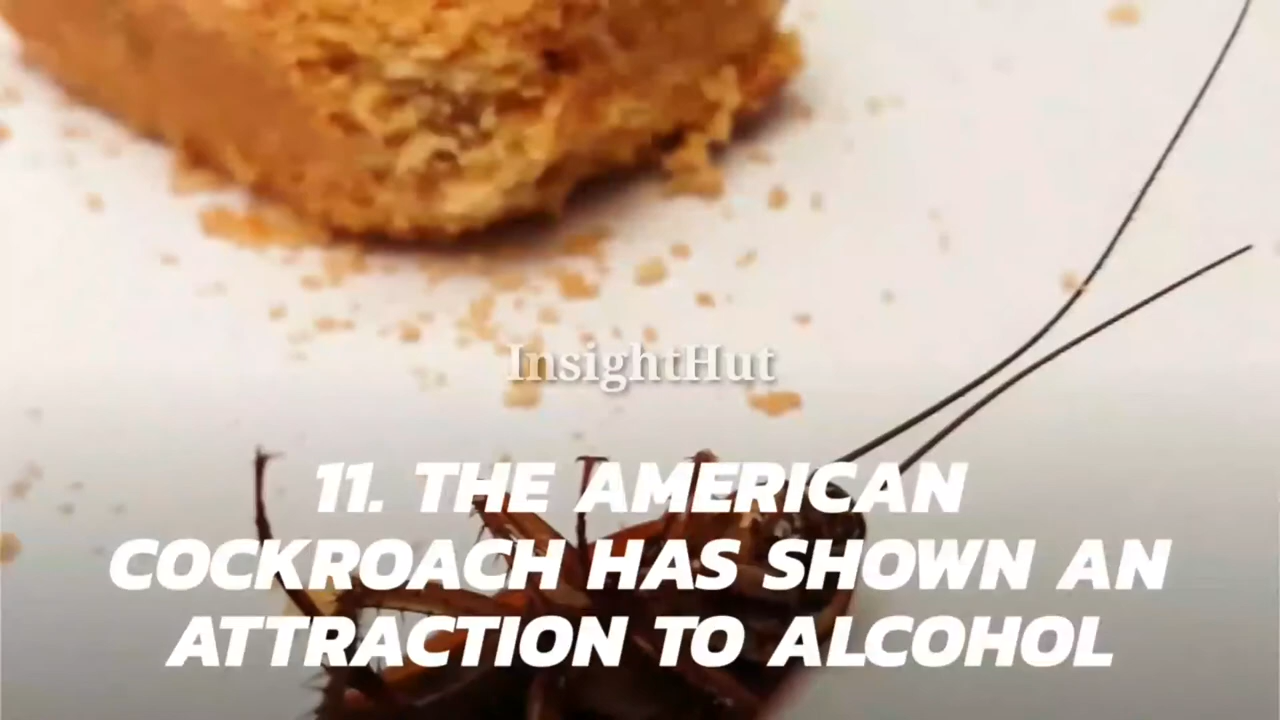 InsightHut
11. THE AMERICAN
COCKROACH HAS SHOWN AN
ATTRACTION TO ALCOHOL